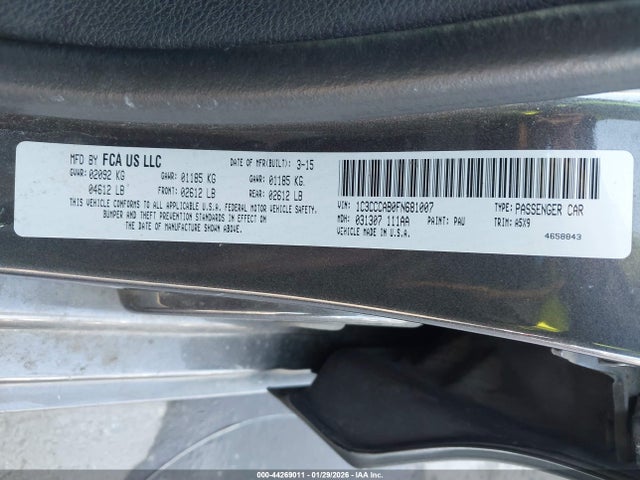 MFD BY FCA US LLC DATE OF MFR(BUILT): 3-15
GVWR: 02092 KG GAWR: 01185 KG GAWR: 01185 KG.
04612 LB FRONT: 02612 LB REAR: 02612 LB
THIS VEHICLE CONFORMS TO ALL APPLICABLE U.S.A. FEDERAL MOTOR VEHICLE SAFETY,
BUMPER AND THEFT PREVENTION STANDARDS IN EFFECT ON
THE DATE OF MANUFACTURE SHOWN ABOVE.
VIN: 1C3CCCAB0FN681007 TYPE: PASSENGER CAR
MDH: 031307 111AA PAINT: PAU TRIM: A5X9
VEHICLE MADE IN U.S.A. 4658843
000-44269011 | 01/29/2026 - COPYRIGHT IAA, LLC